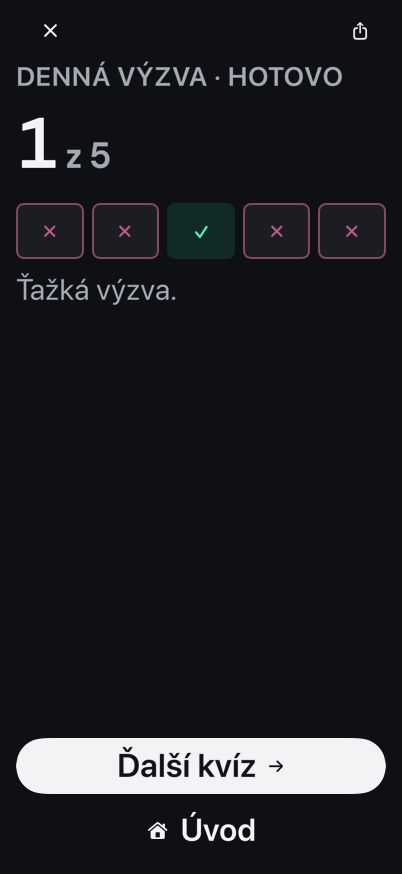 DENNÁ VÝZVA · HOTOVO
1 z 5
Ťažká výzva.
Ďalší kvíz →
Úvod